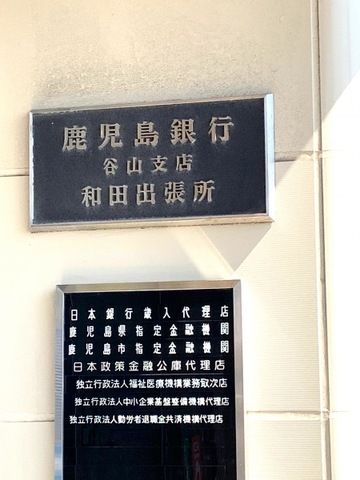 鹿児島銀行
谷山支店
和田出張所
日本銀行歳入代理店
鹿児島県指定金融機関
鹿児島市指定金融機関
日本政策金融公庫代理店
独立行政法人福祉医療機構業務取次店
独立行政法人中小企業基盤整備機構代理店
独立行政法人勤労者退職金共済機構代理店